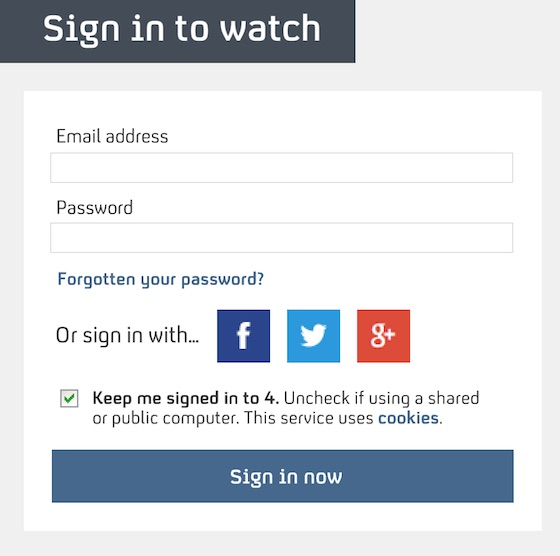 Sign in to watch
Email address
Password
Forgotten your password?
Or sign in with...
f
g+
Keep me signed in to 4. Uncheck if using a shared
or public computer. This service uses cookies.
Sign in now